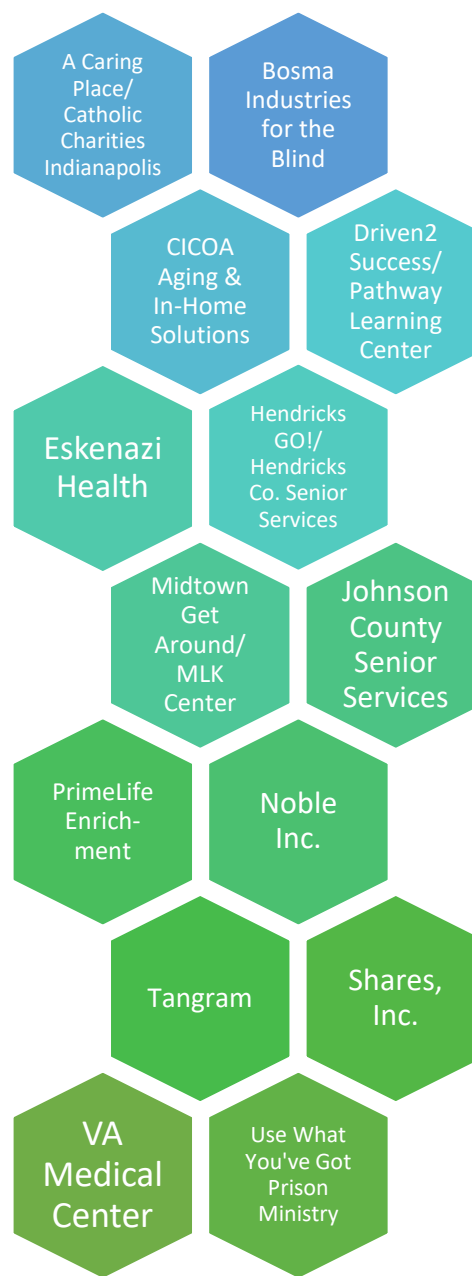 A Caring
Place/
Catholic
Charities
Indianapolis
Bosma
Industries
for the
Blind
CICOA
Aging &
In-Home
Solutions
Driven2
Success/
Pathway
Learning
Center
Eskenazi
Health
Hendricks
GO!/
Hendricks
Co. Senior
Services
Midtown
Get
Around/
MLK
Center
Johnson
County
Senior
Services
PrimeLife
Enrich-
ment
Noble
Inc.
Tangram
Shares,
Inc.
VA
Medical
Center
Use What
You've Got
Prison
Ministry